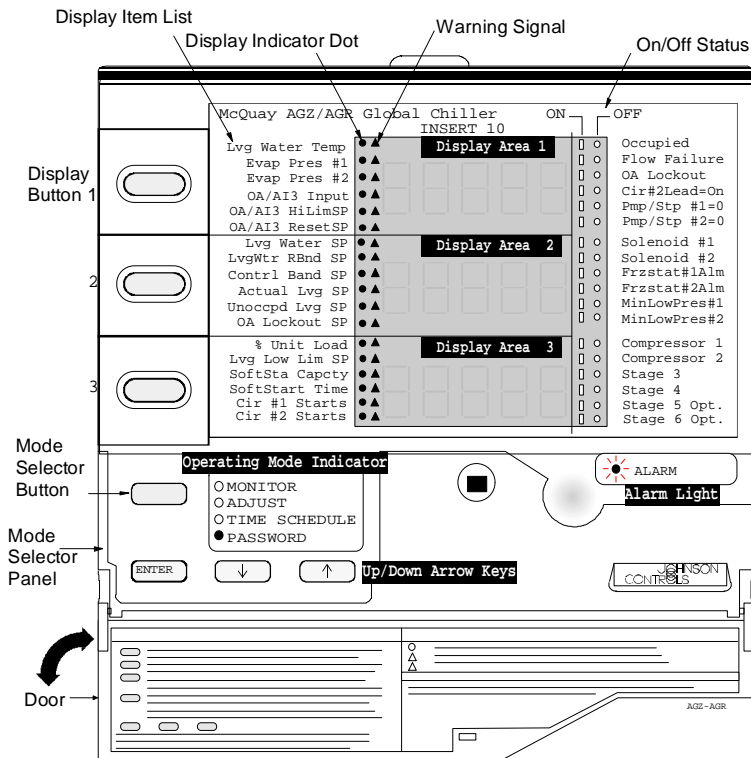 Display Item List
Display Indicator Dot
Warning Signal
On/Off Status
McQuay AGZ/AGR Global Chiller
INSERT 10
ON
OFF
Display
Button 1
Lvg Water Temp
Evap Pres #1
Evap Pres #2
OA/AI3 Input
OA/AI3 HiLimSP
OA/AI3 ResetSP
Display Area 1
Occupied
Flow Failure
OA Lockout
Cir#2Lead=On
Pmp/Stp #1=0
Pmp/Stp #2=0
2
Lvg Water SP
LvgWtr RBnd SP
Contrl Band SP
Actual Lvg SP
Unoccpd Lvg SP
OA Lockout SP
Display Area 2
Solenoid #1
Solenoid #2
Frzstat#1Alm
Frzstat#2Alm
MinLowPres#1
MinLowPres#2
3
% Unit Load
Lvg Low Lim SP
SoftSta Capcty
SoftStart Time
Cir #1 Starts
Cir #2 Starts
Display Area 3
Compressor 1
Compressor 2
Stage 3
Stage 4
Stage 5 Opt.
Stage 6 Opt.
Mode
Selector
Button
Operating Mode Indicator
MONITOR
ADJUST
TIME SCHEDULE
PASSWORD
ALARM
Alarm Light
Mode
Selector
Panel
ENTER
Up/Down Arrow Keys
JOHNSON
CONTROLS
Door
AGZ-AGR